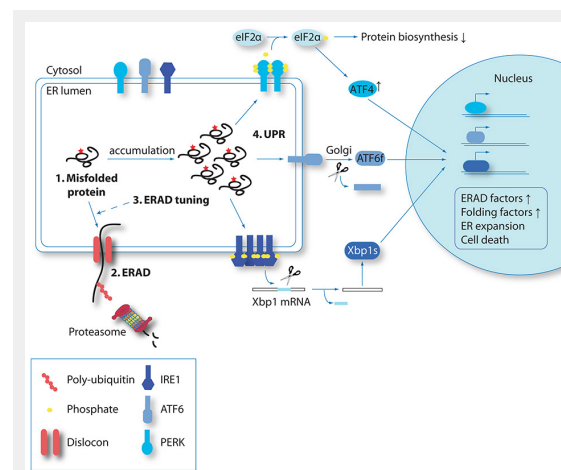 eIF2α
eIF2α
Protein biosynthesis ↓
Cytosol
ER lumen
Nucleus
ATF4↑
4. UPR
accumulation
Golgi
ATF6f
1. Misfolded
protein
3. ERAD tuning
ERAD factors ↑
Folding factors ↑
ER expansion
Cell death
Xbp1s
2. ERAD
Xbp1 mRNA
Proteasome
Poly-ubiquitin
IRE1
Phosphate
ATF6
Dislocon
PERK